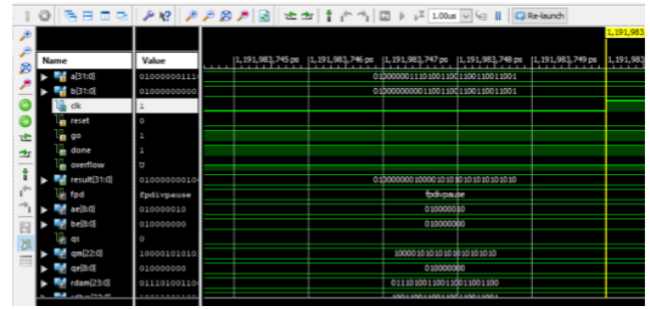 1.00us Re-launch
1,191,983
Name Value 1,191,983,745 ps 1,191,983,746 ps 1,191,983,747 ps 1,191,983,748 ps 1,191,983,749 ps 1,191,983
a[31:0] 01000000111
b[31:0] 01000000000
clk 1
reset 0
go 1
done 1
overflow U
result[31:0] 01000000010
fpd fpdivpause fpdivpause
ae[8:0] 010000010 010000010
be[8:0] 010000000 010000000
qs 0
qm[22:0] 10000101010 10000101010101010101010
qe[8:0] 010000000 010000000
rdam[23:0] 01110100110 011101001100110011001100